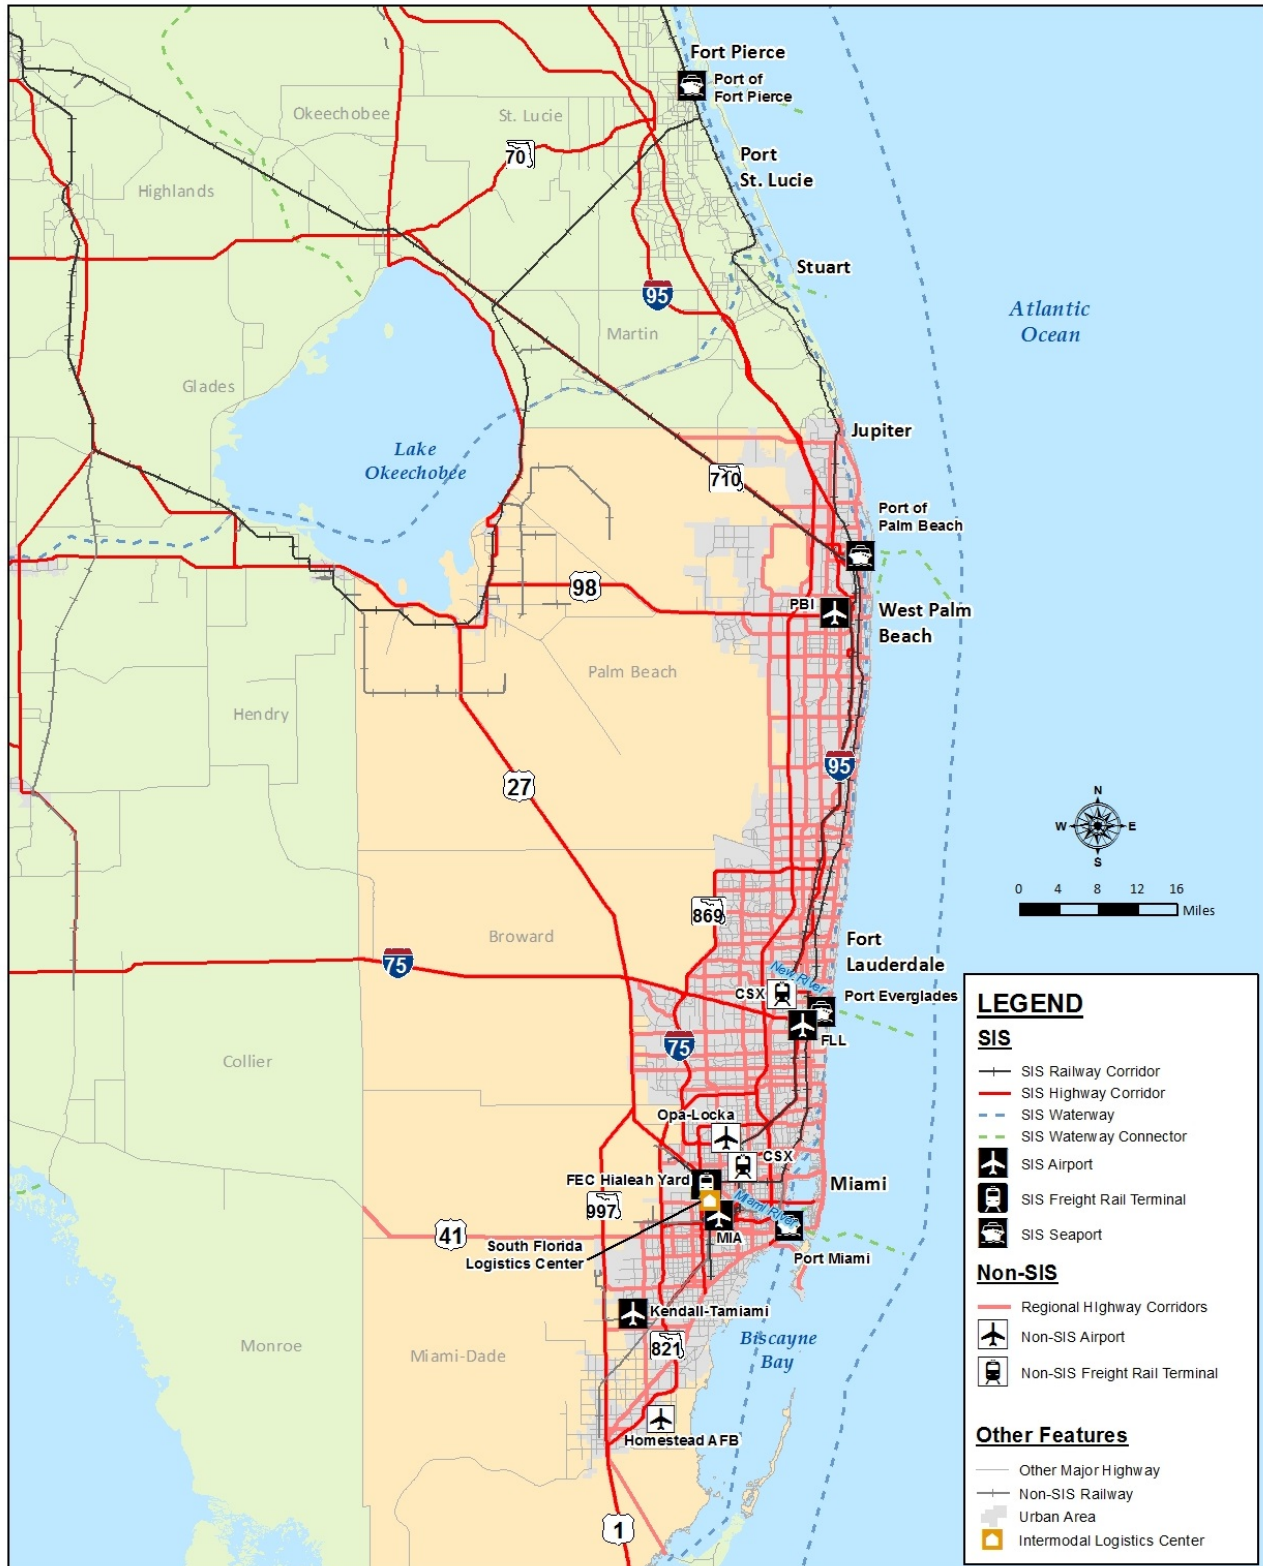 Fort Pierce
Port of
Fort Pierce
Okeechobee
St. Lucie
70
Port
St. Lucie
Highlands
Stuart
95
Atlantic
Ocean
Martin
Glades
Jupiter
Lake
Okeechobee
710
Port of
Palm Beach
98
PBI
West Palm
Beach
Palm Beach
Hendry
95
27
N
W E
S
0 4 8 12 16
Miles
869
Broward
Fort
Lauderdale
75
New River
CSX
Port Everglades
FLL
75
Collier
Opa-Locka
CSX
FEC Hialeah Yard
Miami
997
Miami River
41
MIA
South Florida
Logistics Center
Port Miami
Kendall-Tamiami
Biscayne
Bay
821
Monroe
Miami-Dade
Homestead AFB
1
LEGEND
SIS
SIS Railway Corridor
SIS Highway Corridor
SIS Waterway
SIS Waterway Connector
SIS Airport
SIS Freight Rail Terminal
SIS Seaport
Non-SIS
Regional HIghway Corridors
Non-SIS Airport
Non-SIS Freight Rail Terminal
Other Features
Other Major Highway
Non-SIS Railway
Urban Area
Intermodal Logistics Center